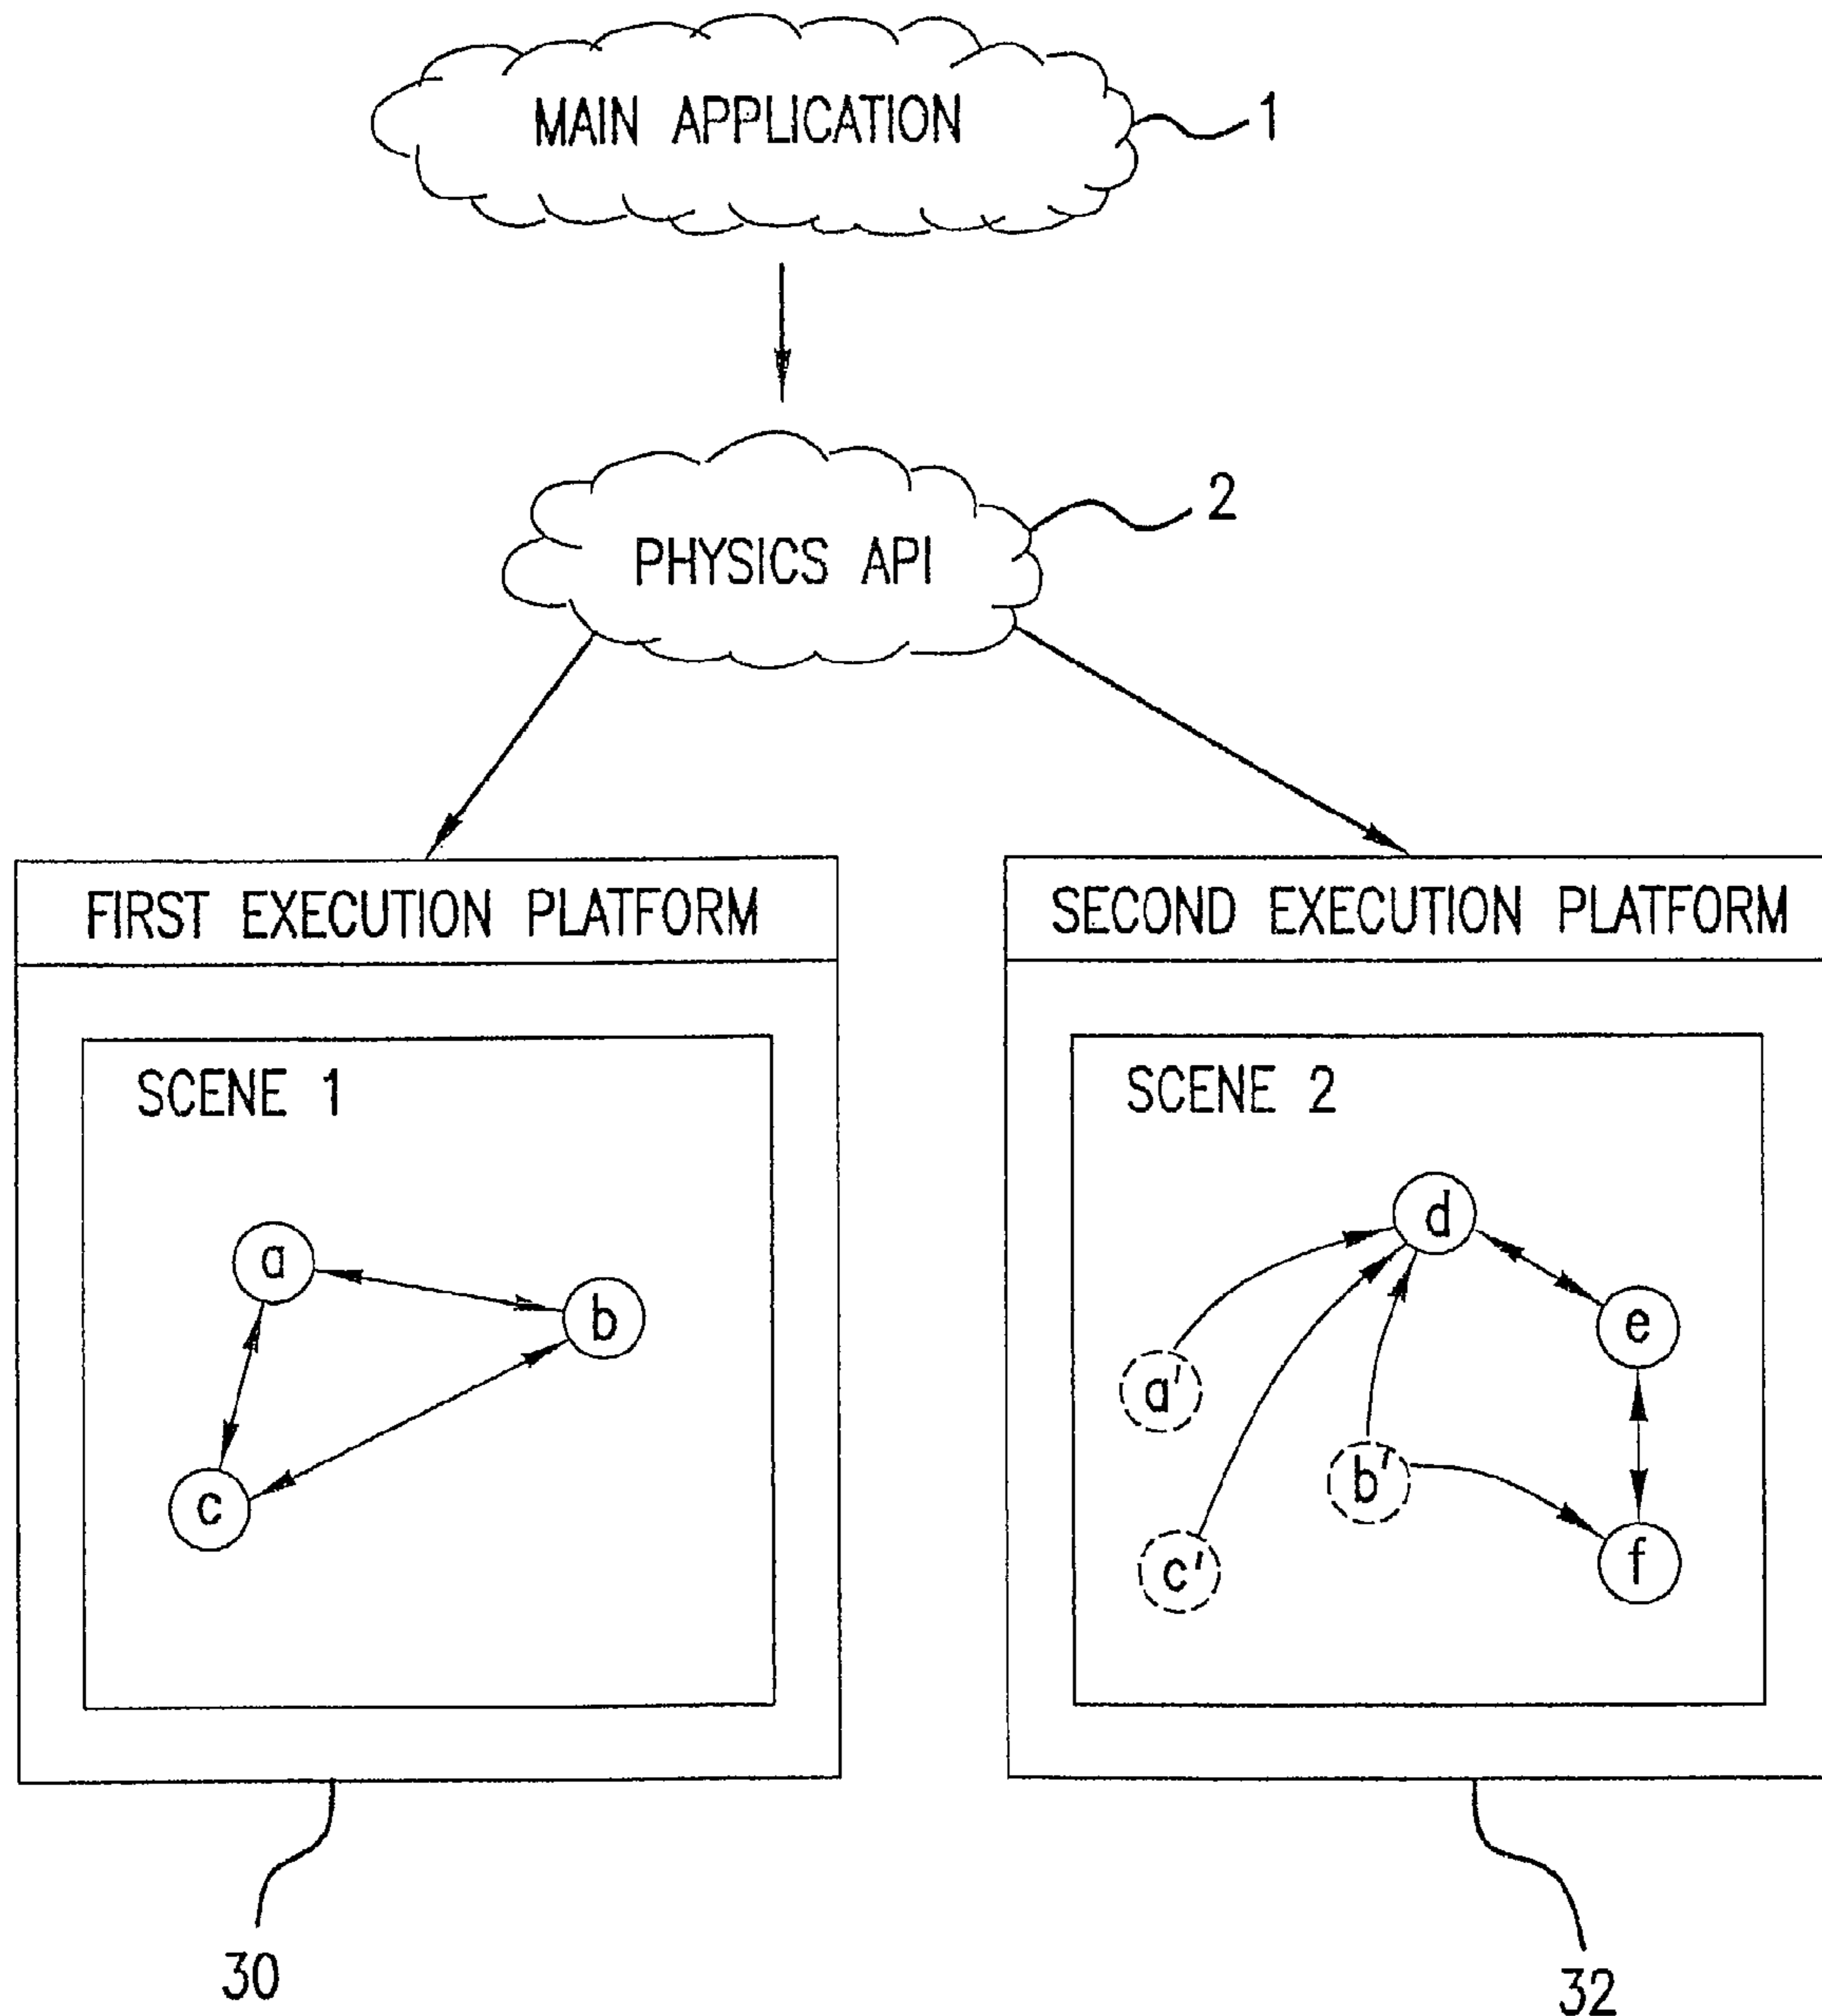 MAIN APPLICATION
1
PHYSICS API
2
FIRST EXECUTION PLATFORM
SCENE 1
a
b
c
30
SECOND EXECUTION PLATFORM
SCENE 2
d
e
a'
b'
c'
f
32